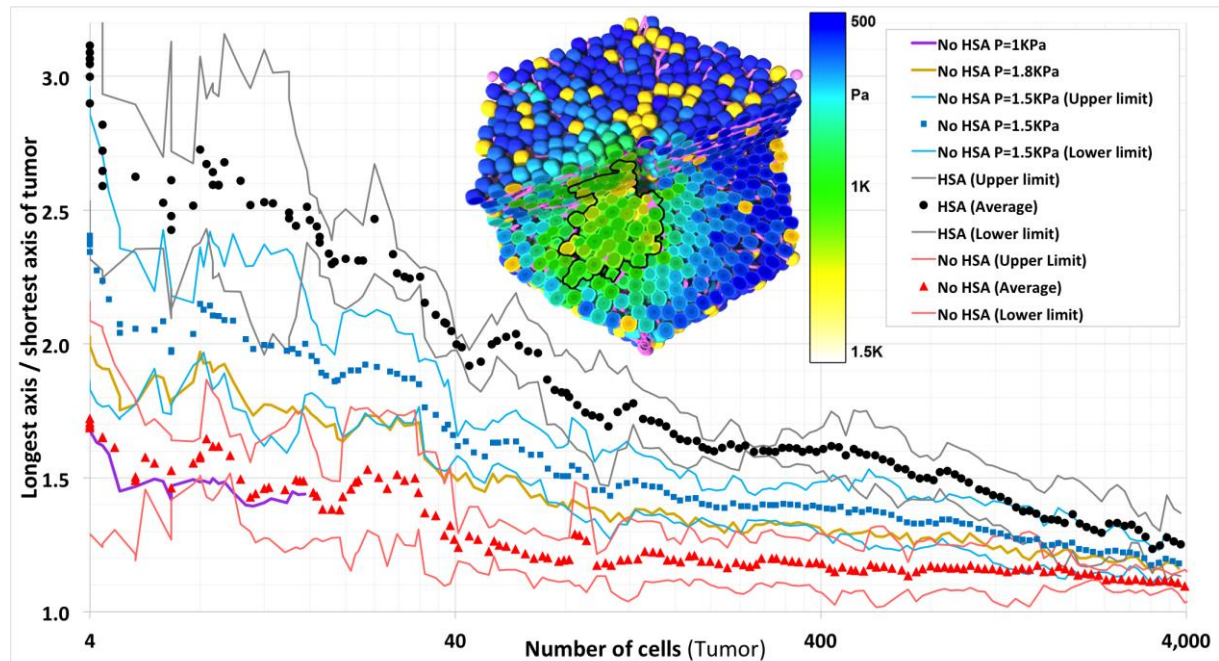 Longest axis / shortest axis of tumor
3.0
2.5
2.0
1.5
1.0
4
40
400
4,000
Number of cells (Tumor)
500
Pa
1K
1.5K
No HSA P=1KPa
No HSA P=1.8KPa
No HSA P=1.5KPa (Upper limit)
No HSA P=1.5KPa
No HSA P=1.5KPa (Lower limit)
HSA (Upper limit)
HSA (Average)
HSA (Lower limit)
No HSA (Upper Limit)
No HSA (Average)
No HSA (Lower limit)